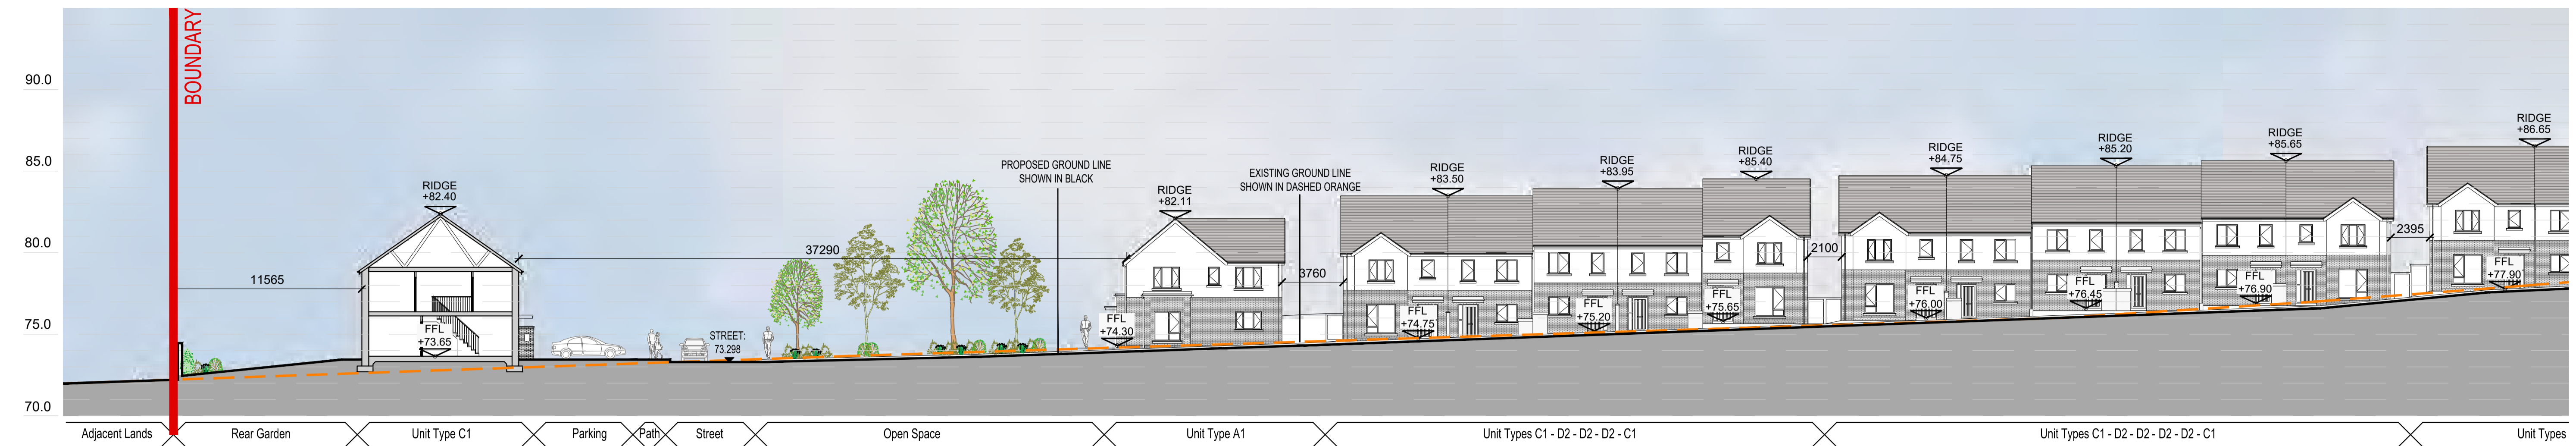 BOUNDARY
90.0
85.0
80.0
75.0
70.0
11565
RIDGE
+82.40
FFL
+73.65
STREET:
73.298
37290
PROPOSED GROUND LINE
SHOWN IN BLACK
RIDGE
+82.11
FFL
+74.30
EXISTING GROUND LINE
SHOWN IN DASHED ORANGE
3760
RIDGE
+83.50
FFL
+74.75
RIDGE
+83.95
FFL
+75.20
RIDGE
+85.40
FFL
+75.65
2100
RIDGE
+84.75
FFL
+76.00
RIDGE
+85.20
FFL
+76.45
RIDGE
+85.65
FFL
+76.90
2395
RIDGE
+86.65
FFL
+77.90
Adjacent Lands
Rear Garden
Unit Type C1
Parking
Path
Street
Open Space
Unit Type A1
Unit Types C1 - D2 - D2 - D2 - C1
Unit Types C1 - D2 - D2 - D2 - D2 - C1
Unit Types